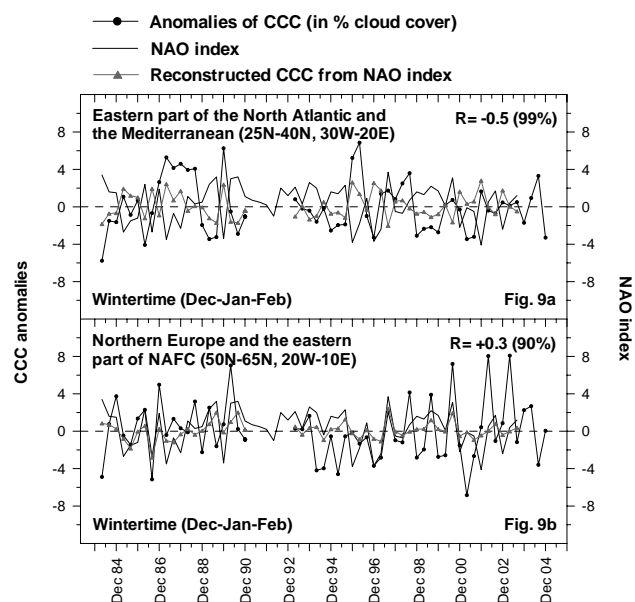 Anomalies of CCC (in % cloud cover)
NAO index
Reconstructed CCC from NAO index
Eastern part of the North Atlantic and
the Mediterranean (25N-40N, 30W-20E)
R= -0.5 (99%)
8
4
0
-4
-8
8
4
0
-4
-8
Wintertime (Dec-Jan-Feb)
Fig. 9a
CCC anomalies
NAO index
Northern Europe and the eastern
part of NAFC (50N-65N, 20W-10E)
R= +0.3 (90%)
8
4
0
-4
-8
8
4
0
-4
-8
Wintertime (Dec-Jan-Feb)
Fig. 9b
Dec 84
Dec 86
Dec 88
Dec 90
Dec 92
Dec 94
Dec 96
Dec 98
Dec 00
Dec 02
Dec 04